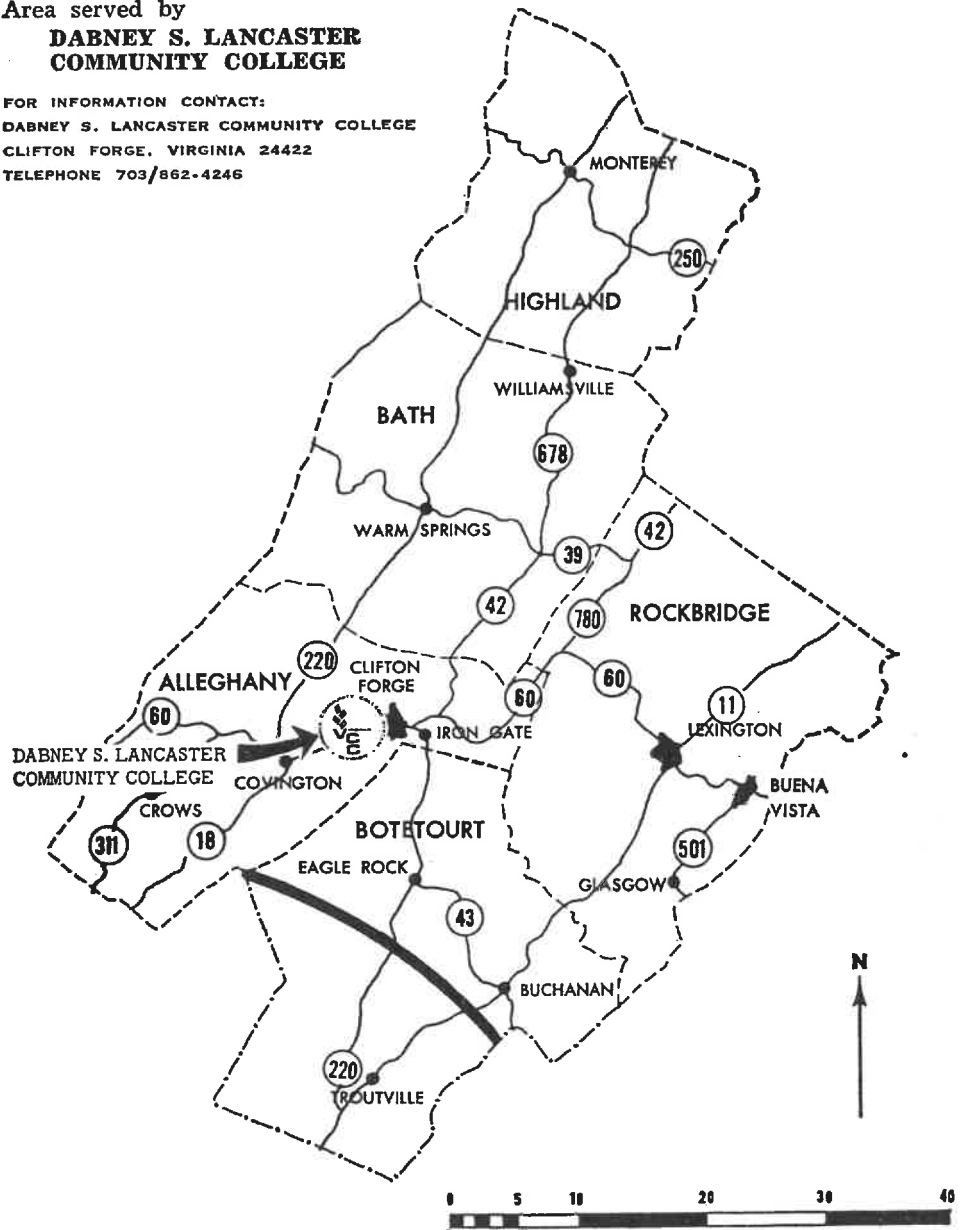 Area served by
DABNEY S. LANCASTER
COMMUNITY COLLEGE
FOR INFORMATION CONTACT:
DABNEY S. LANCASTER COMMUNITY COLLEGE
CLIFTON FORGE, VIRGINIA 24422
TELEPHONE 703/862-4246
MONTEREY
250
HIGHLAND
WILLIAMSVILLE
BATH
678
WARM SPRINGS
42
39
42
780
ROCKBRIDGE
220
CLIFTON
FORGE
ALLEGHANY
60
60
60
11
LEXINGTON
IRON GATE
DABNEY S. LANCASTER
COMMUNITY COLLEGE
COVINGTON
BUENA
VISTA
CROWS
311
18
BOTETOURT
501
EAGLE ROCK
GLASGOW
43
BUCHANAN
N
220
TROUTVILLE
0 5 10 20 30 40